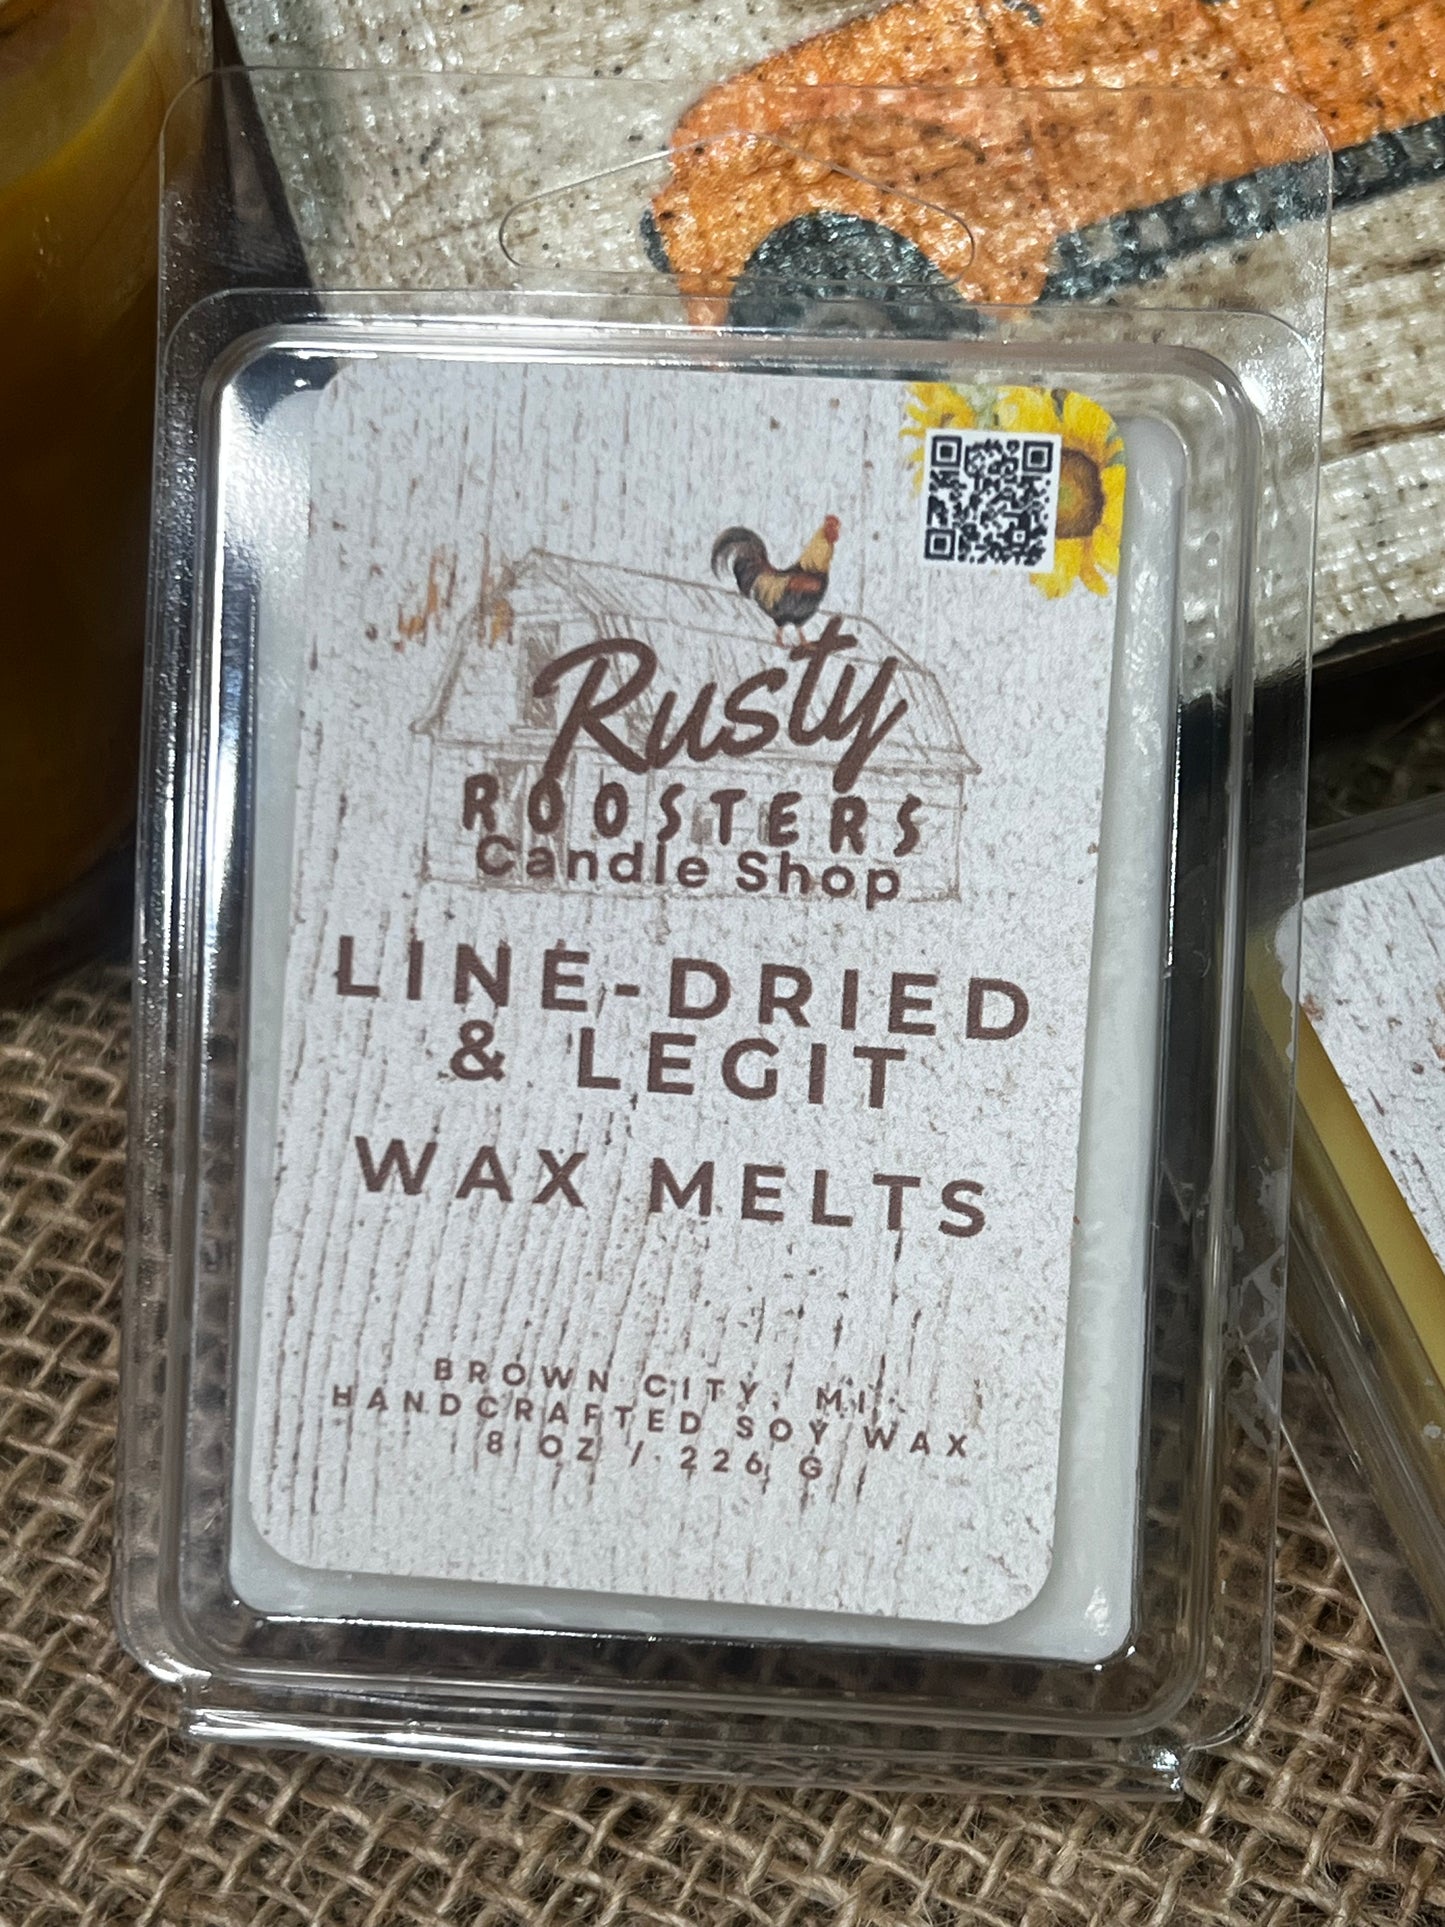 Rusty
ROOSTERS
Candle Shop
LINE-DRIED
& LEGIT
WAX MELTS
BROWN CITY, MI.
HANDCRAFTED SOY WAX
8 OZ / 226 G